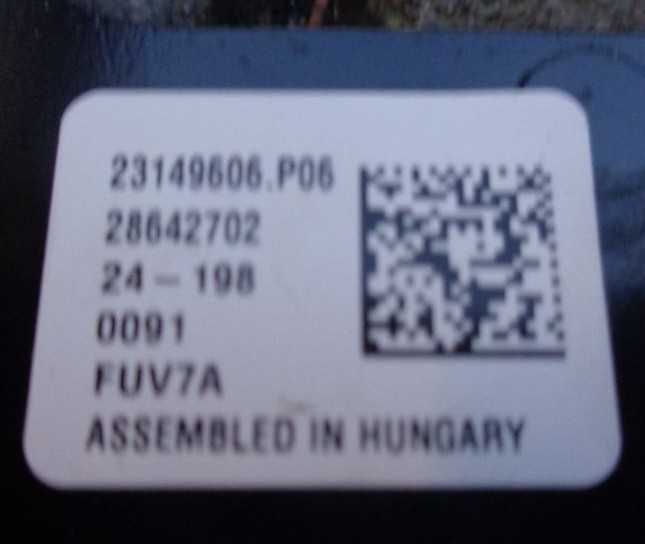 23149606.P06
28642702
24-198
0091
FUV7A
ASSEMBLED IN HUNGARY